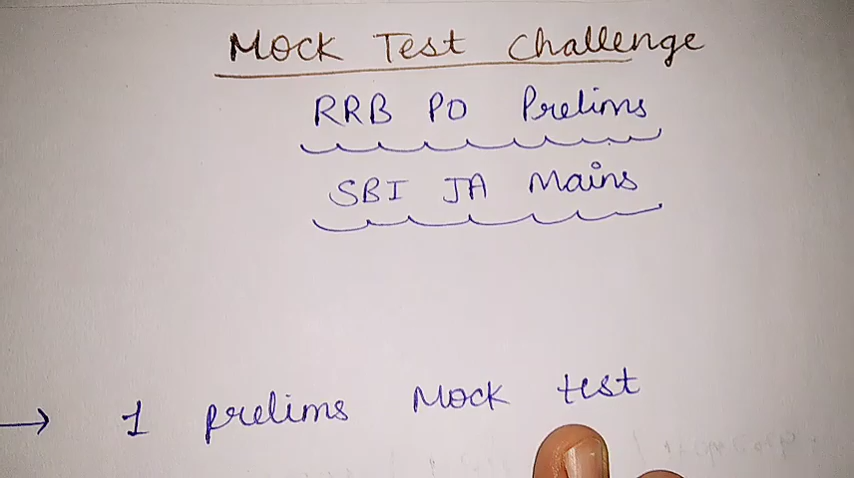 Mock Test Challenge
RRB PO Prelims
SBI JA Mains
→ 1 prelims Mock test